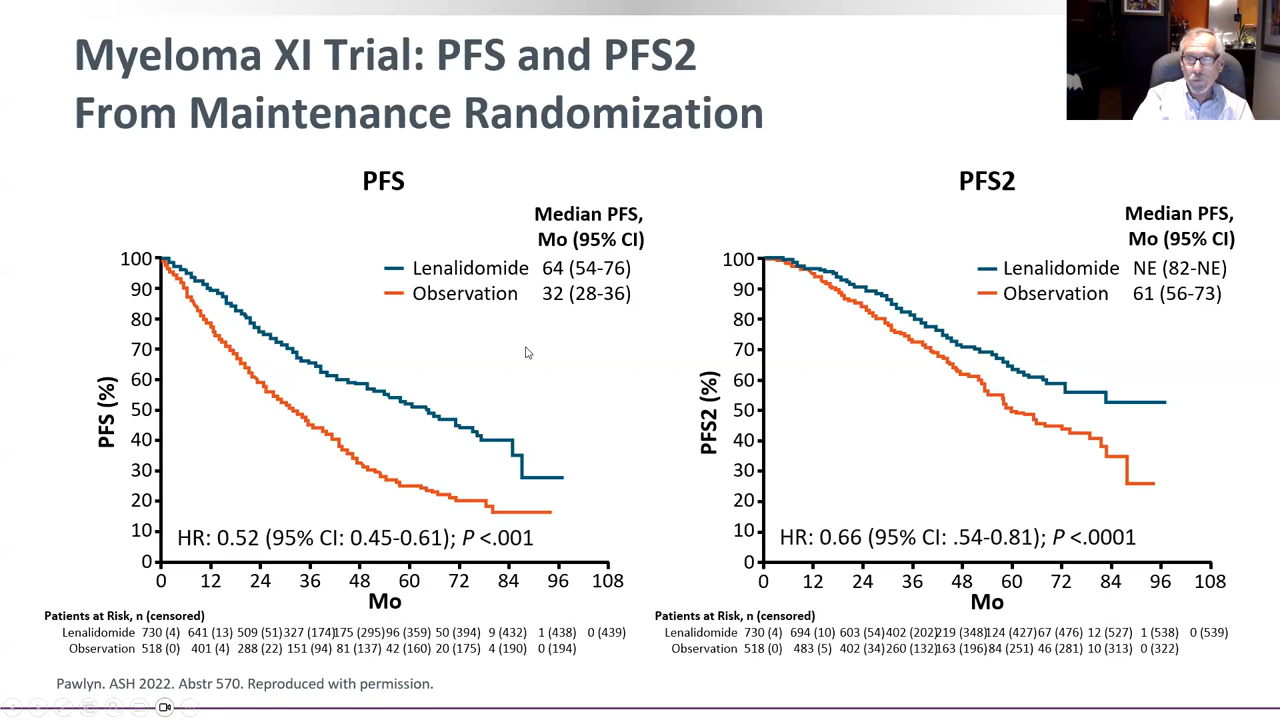 Myeloma XI Trial: PFS and PFS2
From Maintenance Randomization
PFS
Median PFS,
Mo (95% CI)
Lenalidomide 64 (54-76)
Observation 32 (28-36)
PFS (%)
100
90
80
70
60
50
40
30
20
10
0
HR: 0.52 (95% CI: 0.45-0.61); P <.001
0 12 24 36 48 60 72 84 96 108
Mo
Patients at Risk, n (censored)
Lenalidomide 730 (4) 641 (13) 509 (51) 327 (174) 175 (295) 96 (359) 50 (394) 9 (432) 1 (438) 0 (439)
Observation 518 (0) 401 (4) 288 (22) 151 (94) 81 (137) 42 (160) 20 (175) 4 (190) 0 (194)
PFS2
Median PFS,
Mo (95% CI)
Lenalidomide NE (82-NE)
Observation 61 (56-73)
PFS2 (%)
100
90
80
70
60
50
40
30
20
10
0
HR: 0.66 (95% CI: .54-0.81); P <.0001
0 12 24 36 48 60 72 84 96 108
Mo
Patients at Risk, n (censored)
Lenalidomide 730 (4) 694 (10) 603 (54) 402 (202) 219 (348) 124 (427) 67 (476) 12 (527) 1 (538) 0 (539)
Observation 518 (0) 483 (5) 402 (34) 260 (132) 163 (196) 84 (251) 46 (281) 10 (313) 0 (322)
Pawlyn. ASH 2022. Abstr 570. Reproduced with permission.